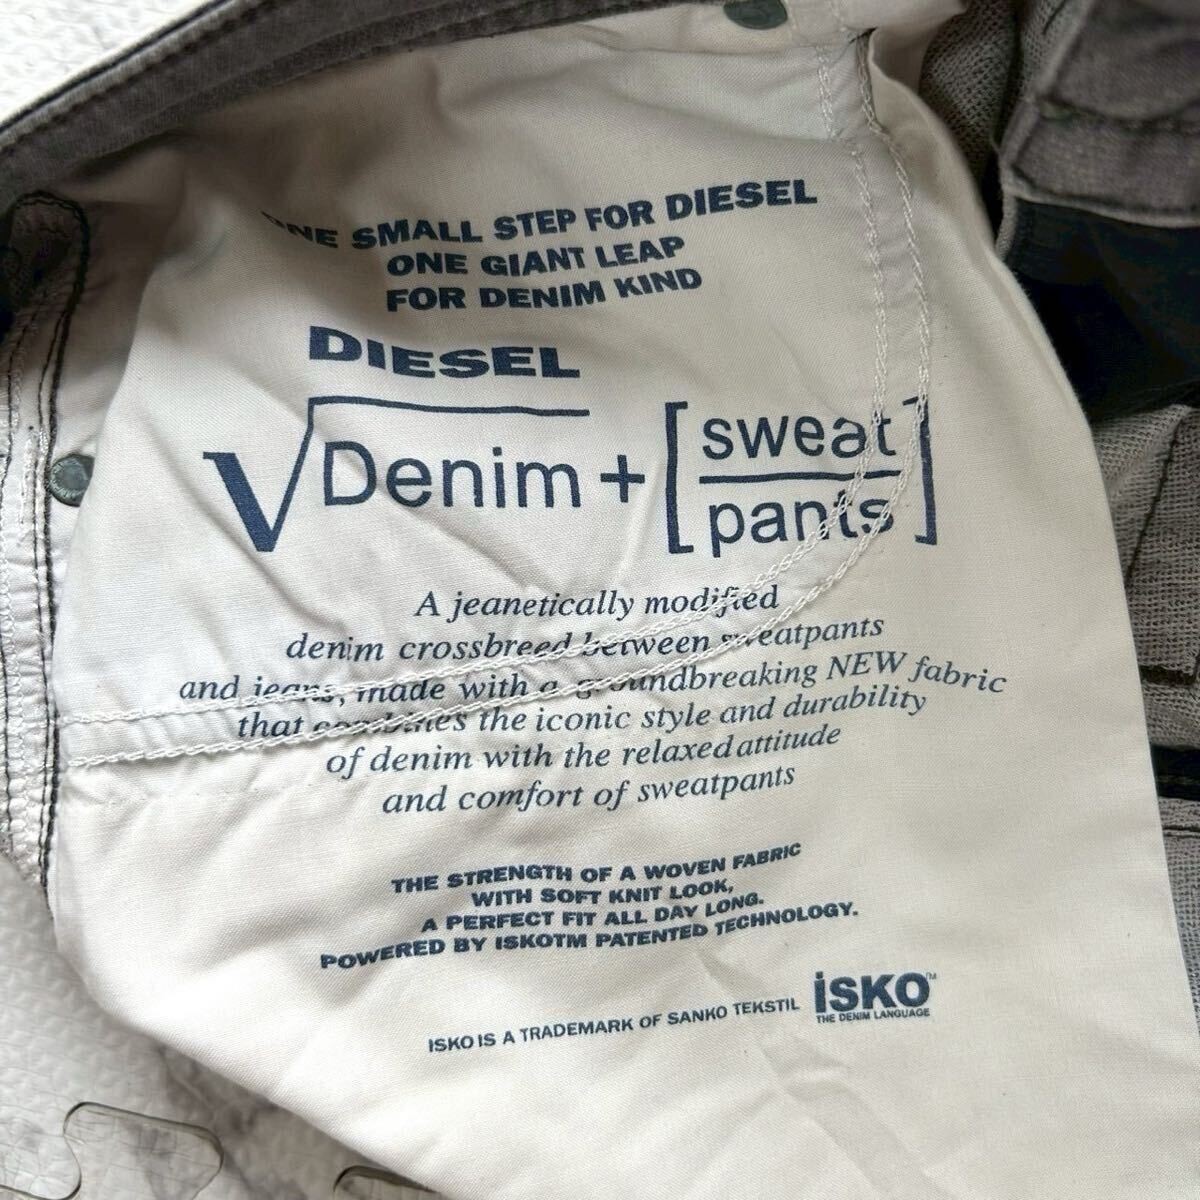 ONE SMALL STEP FOR DIESEL
ONE GIANT LEAP
FOR DENIM KIND
DIESEL
√Denim + [sweat
pants]
A jeanetically modified
denim crossbreed between sweatpants
and jeans, made with a groundbreaking NEW fabric
that combines the iconic style and durability
of denim with the relaxed attitude
and comfort of sweatpants
THE STRENGTH OF A WOVEN FABRIC
WITH SOFT KNIT LOOK,
A PERFECT FIT ALL DAY LONG.
POWERED BY ISKOTM PATENTED TECHNOLOGY.
ISKO IS A TRADEMARK OF SANKO TEKSTIL
iSKO™
THE DENIM LANGUAGE